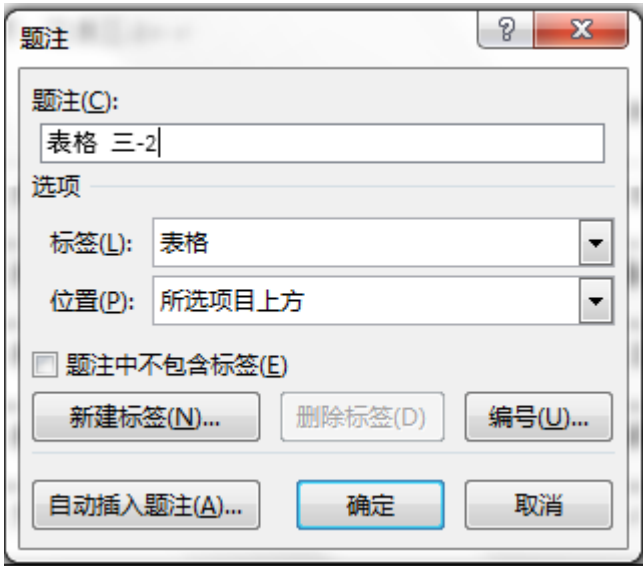 题注
题注(C):
表格 三-2
选项
标签(L): 表格
位置(P): 所选项目上方
题注中不包含标签(E)
新建标签(N)... 删除标签(D) 编号(U)...
自动插入题注(A)... 确定 取消